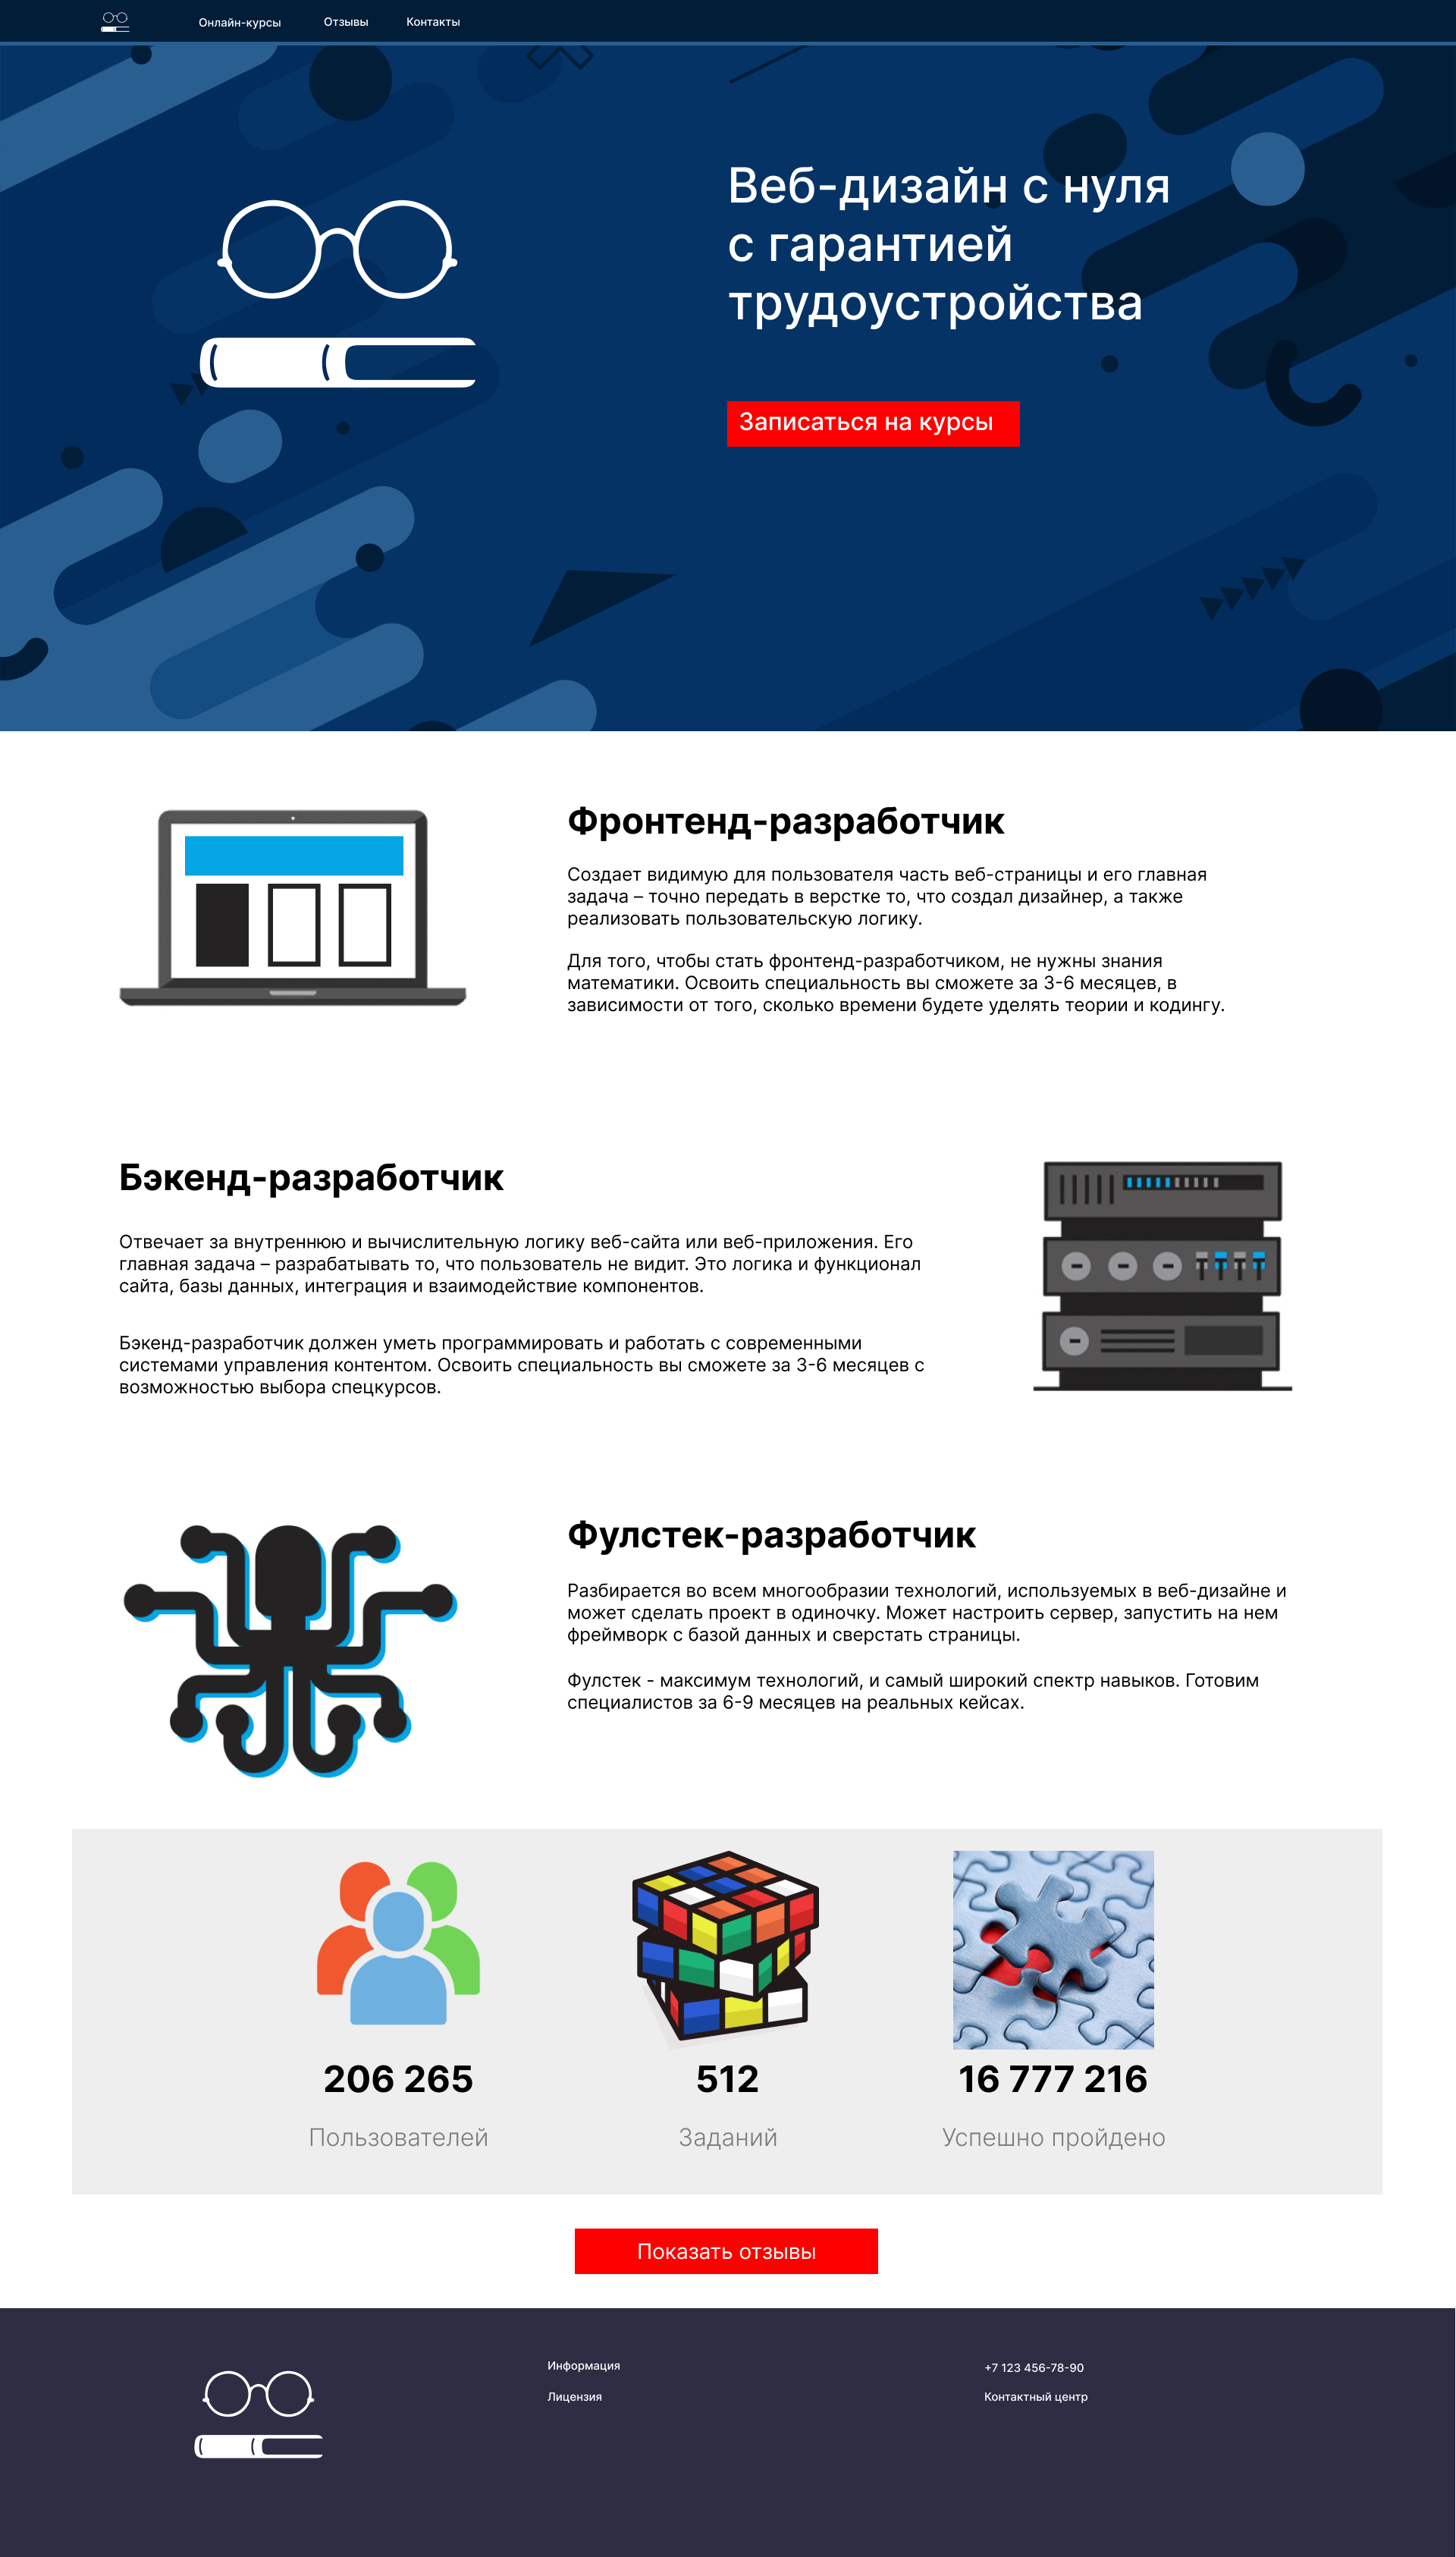 Онлайн-курсы
Отзывы
Контакты
Веб-дизайн с нуля
с гарантией
трудоустройства
Записаться на курсы
Фронтенд-разработчик
Создает видимую для пользователя часть веб-страницы и его главная
задача – точно передать в верстке то, что создал дизайнер, а также
реализовать пользовательскую логику.
Для того, чтобы стать фронтенд-разработчиком, не нужны знания
математики. Освоить специальность вы сможете за 3-6 месяцев, в
зависимости от того, сколько времени будете уделять теории и кодингу.
Бэкенд-разработчик
Отвечает за внутреннюю и вычислительную логику веб-сайта или веб-приложения. Его
главная задача – разрабатывать то, что пользователь не видит. Это логика и функционал
сайта, базы данных, интеграция и взаимодействие компонентов.
Бэкенд-разработчик должен уметь программировать и работать с современными
системами управления контентом. Освоить специальность вы сможете за 3-6 месяцев с
возможностью выбора спецкурсов.
Фулстек-разработчик
Разбирается во всем многообразии технологий, используемых в веб-дизайне и
может сделать проект в одиночку. Может настроить сервер, запустить на нем
фреймворк с базой данных и сверстать страницы.
Фулстек - максимум технологий, и самый широкий спектр навыков. Готовим
специалистов за 6-9 месяцев на реальных кейсах.
206 265
Пользователей
512
Заданий
16 777 216
Успешно пройдено
Показать отзывы
Информация
Лицензия
+7 123 456-78-90
Контактный центр